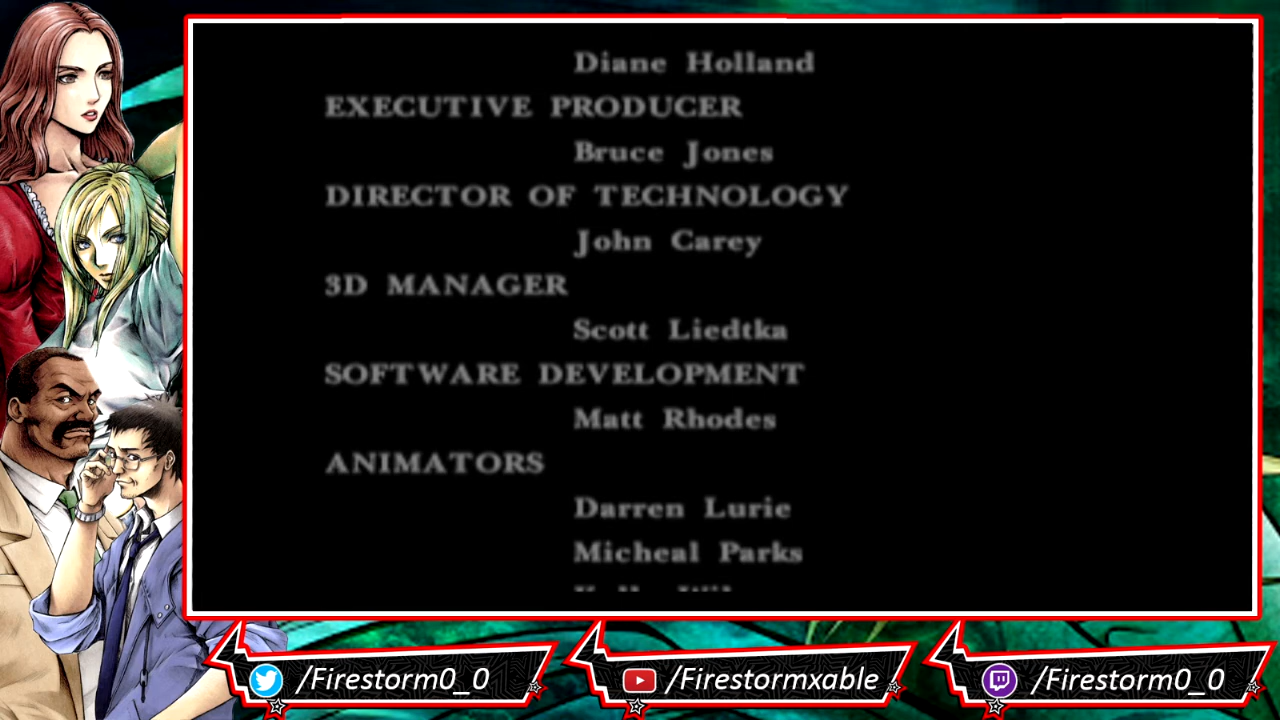 Diane Holland
EXECUTIVE PRODUCER
Bruce Jones
DIRECTOR OF TECHNOLOGY
John Carey
3D MANAGER
Scott Liedtka
SOFTWARE DEVELOPMENT
Matt Rhodes
ANIMATORS
Darren Lurie
Micheal Parks
/Firestorm0_0 /Firestormxable /Firestorm0_0